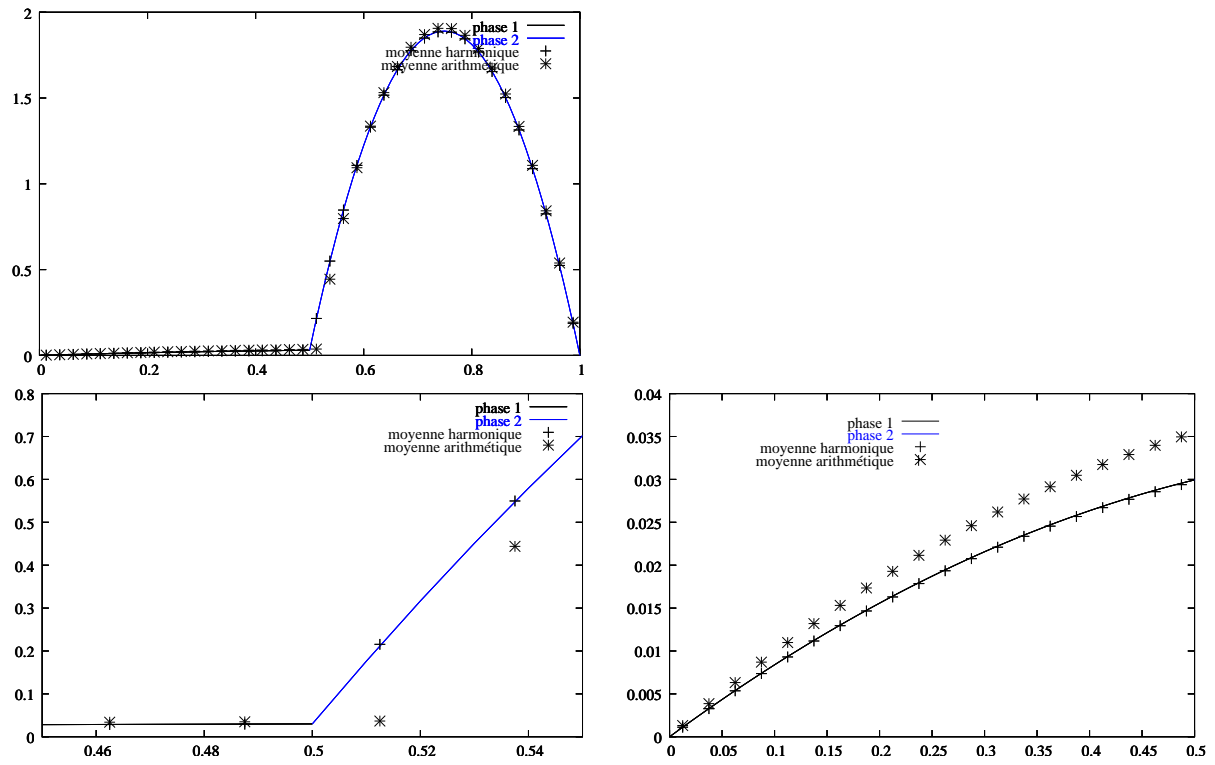 2
phase 1
phase 2
moyenne harmonique
moyenne arithmétique
1.5
1
0.5
0
0 0.2 0.4 0.6 0.8 1
0.8
phase 1
phase 2
0.7
moyenne harmonique
moyenne arithmétique
0.6
0.5
0.4
0.3
0.2
0.1
0
0.46 0.48 0.5 0.52 0.54
0.04
phase 1
phase 2
0.035
moyenne harmonique
moyenne arithmétique
0.03
0.025
0.02
0.015
0.01
0.005
0
0 0.05 0.1 0.15 0.2 0.25 0.3 0.35 0.4 0.45 0.5